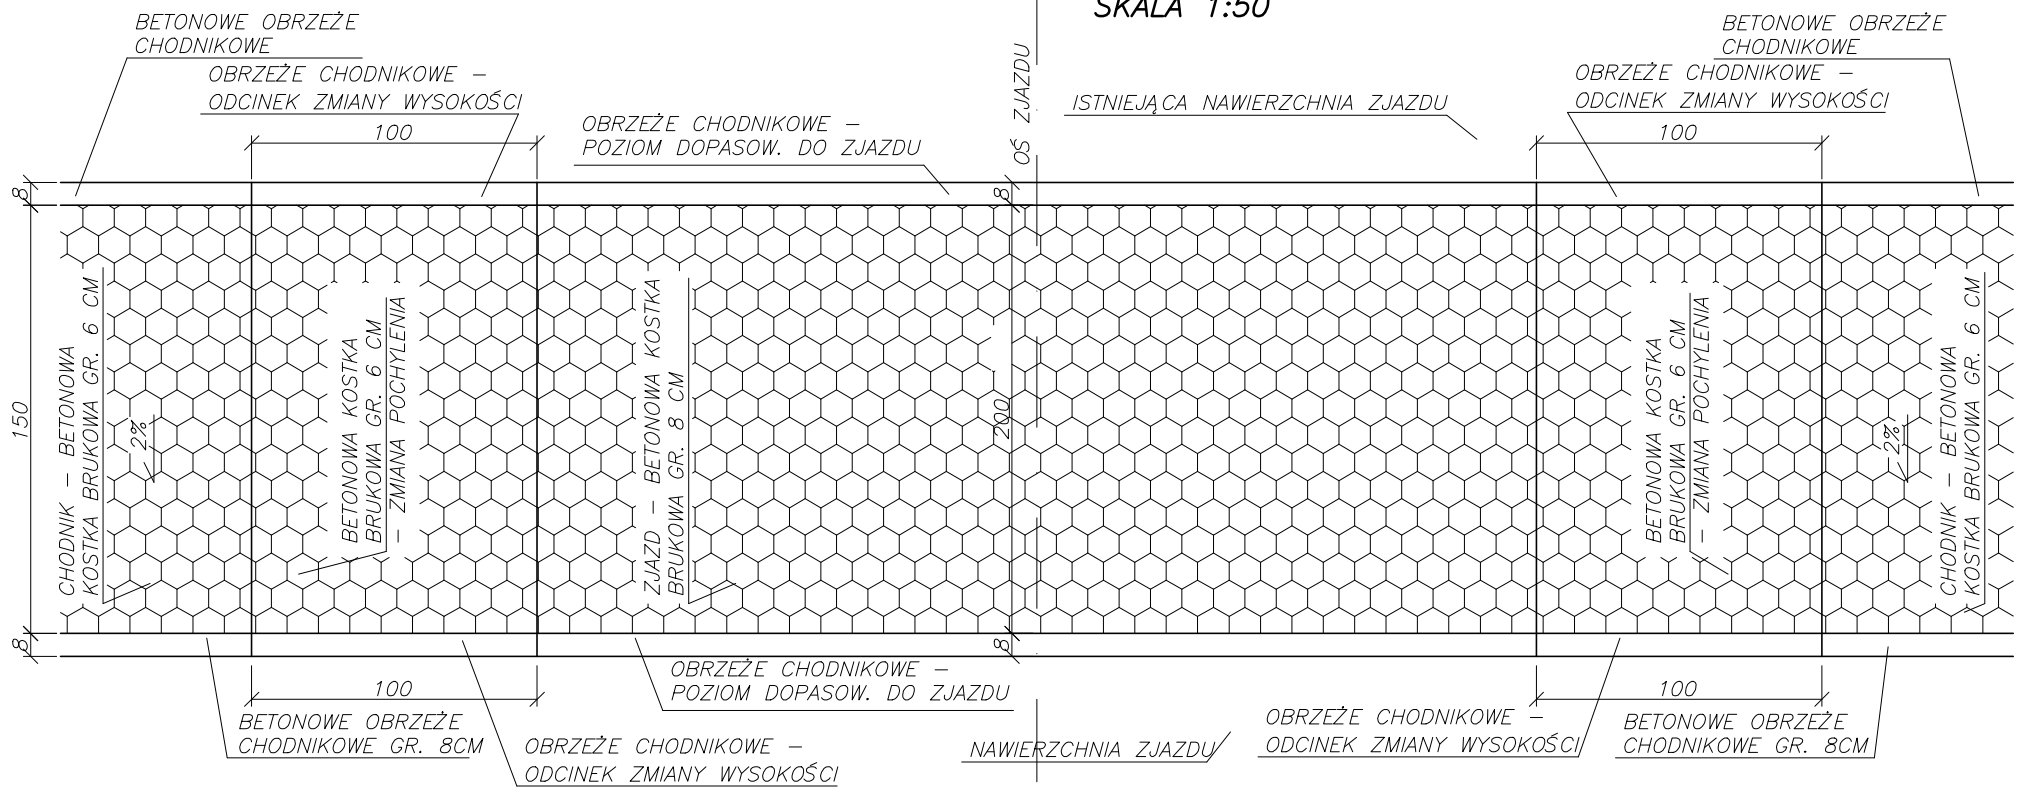 SKALA 1:50
BETONOWE OBRZEŻE
CHODNIKOWE
OBRZEŻE CHODNIKOWE –
ODCINEK ZMIANY WYSOKOŚCI
100
OBRZEŻE CHODNIKOWE –
POZIOM DOPASOW. DO ZJAZDU
OŚ ZJAZDU
ISTNIEJĄCA NAWIERZCHNIA ZJAZDU
BETONOWE OBRZEŻE
CHODNIKOWE
OBRZEŻE CHODNIKOWE –
ODCINEK ZMIANY WYSOKOŚCI
100
8
8
150
CHODNIK – BETONOWA
KOSTKA BRUKOWA GR. 6 CM
2%
BETONOWA KOSTKA
BRUKOWA GR. 6 CM
– ZMIANA POCHYLENIA
ZJAZD – BETONOWA KOSTKA
BRUKOWA GR. 8 CM
200
BETONOWA KOSTKA
BRUKOWA GR. 6 CM
– ZMIANA POCHYLENIA
2%
CHODNIK – BETONOWA
KOSTKA BRUKOWA GR. 6 CM
8
8
100
BETONOWE OBRZEŻE
CHODNIKOWE GR. 8CM
OBRZEŻE CHODNIKOWE –
ODCINEK ZMIANY WYSOKOŚCI
OBRZEŻE CHODNIKOWE –
POZIOM DOPASOW. DO ZJAZDU
NAWIERZCHNIA ZJAZDU
OBRZEŻE CHODNIKOWE –
ODCINEK ZMIANY WYSOKOŚCI
100
BETONOWE OBRZEŻE
CHODNIKOWE GR. 8CM